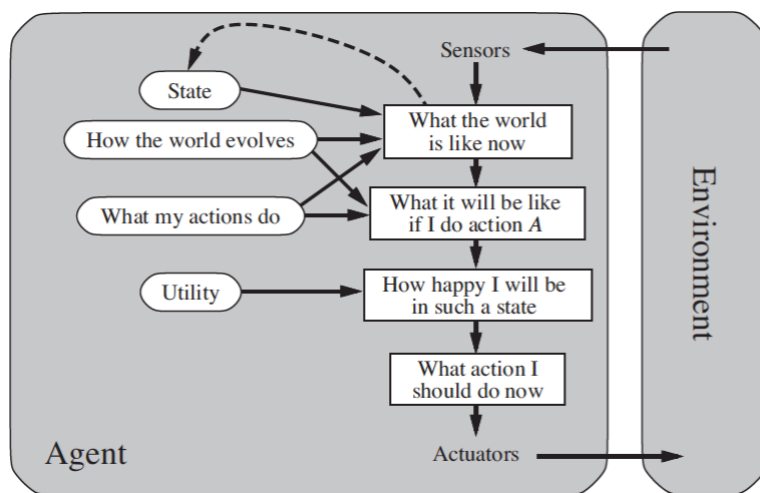 Sensors
State
What the world
is like now
How the world evolves
What my actions do
What it will be like
if I do action A
Utility
How happy I will be
in such a state
What action I
should do now
Agent
Actuators
Environment